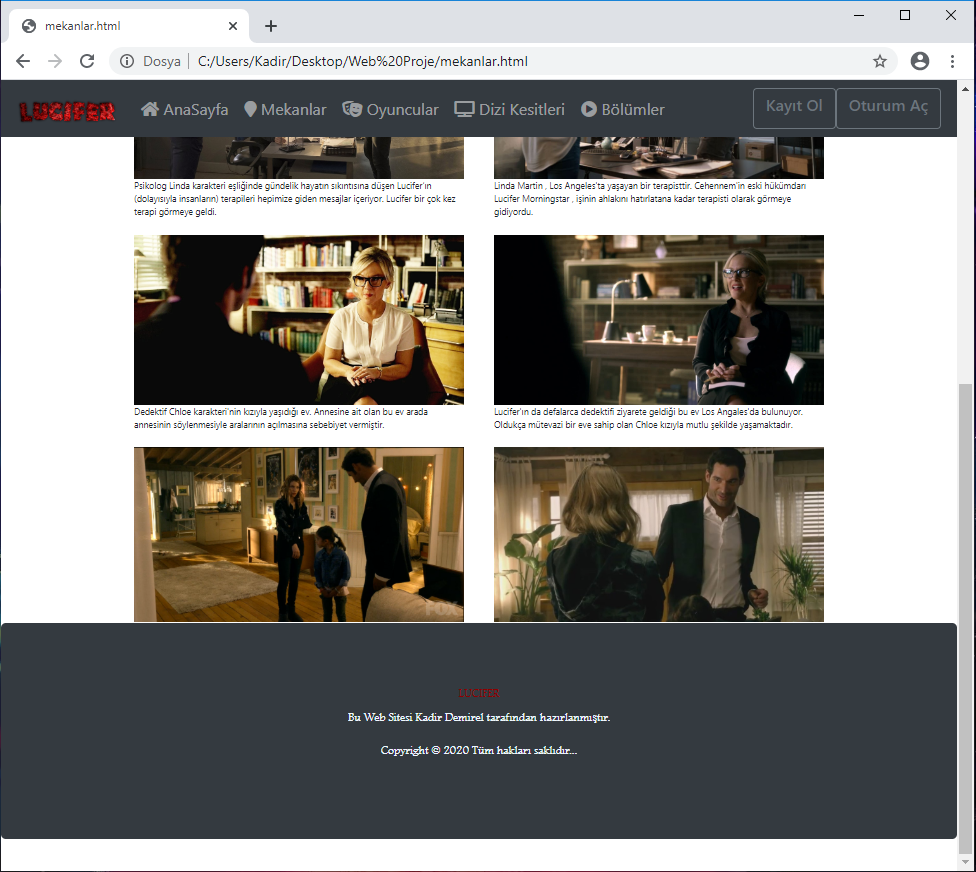 mekanlar.html
Dosya C:/Users/Kadir/Desktop/Web%20Proje/mekanlar.html
LUCIFER AnaSayfa Mekanlar Oyuncular Dizi Kesitleri Bölümler Kayıt Ol Oturum Aç
Psikolog Linda karakteri eşliğinde gündelik hayatın sıkıntısına düşen Lucifer'ın
(dolayısıyla insanların) terapileri hepimize giden mesajlar içeriyor. Lucifer bir çok kez
terapi görmeye geldi.
Linda Martin , Los Angeles'ta yaşayan bir terapisttir. Cehennem'in eski hükümdarı
Lucifer Morningstar , işinin ahlakını hatırlatana kadar terapisti olarak görmeye
gidiyordu.
Dedektif Chloe karakteri'nin kızıyla yaşıdığı ev. Annesine ait olan bu ev arada
annesinin söylenmesiyle aralarının açılmasına sebebiyet vermiştir.
Lucifer'ın da defalarca dedektifi ziyarete geldiği bu ev Los Angales'da bulunuyor.
Oldukça mütevazi bir eve sahip olan Chloe kızıyla mutlu şekilde yaşamaktadır.
FOX
LUCIFER
Bu Web Sitesi Kadir Demirel tarafından hazırlanmıştır.
Copyright © 2020 Tüm hakları saklıdır...